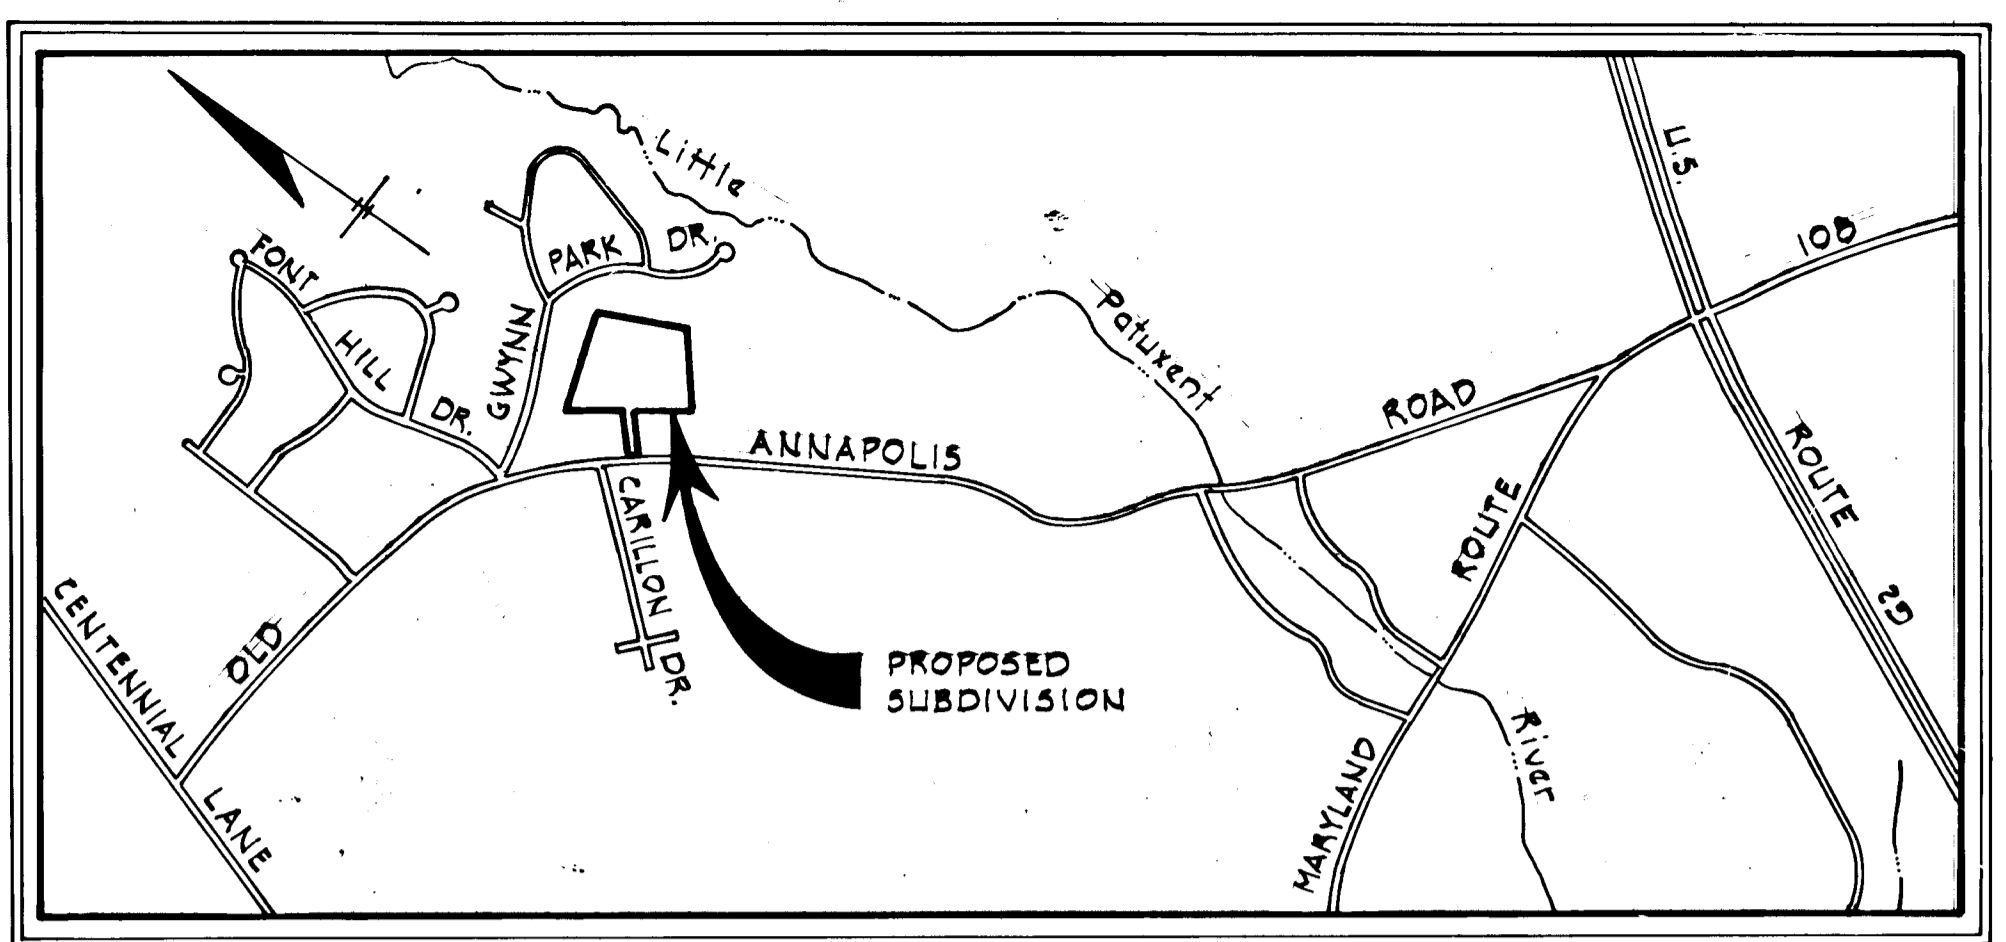 Little
Patuxent
River
U.S.
ROUTE
29
MARYLAND
ROUTE
108
FONT
HILL
DR.
GWYNN
PARK
DR.
OLD
ANNAPOLIS
ROAD
CARILLON
DR.
CENTENNIAL
LANE
PROPOSED
SUBDIVISION